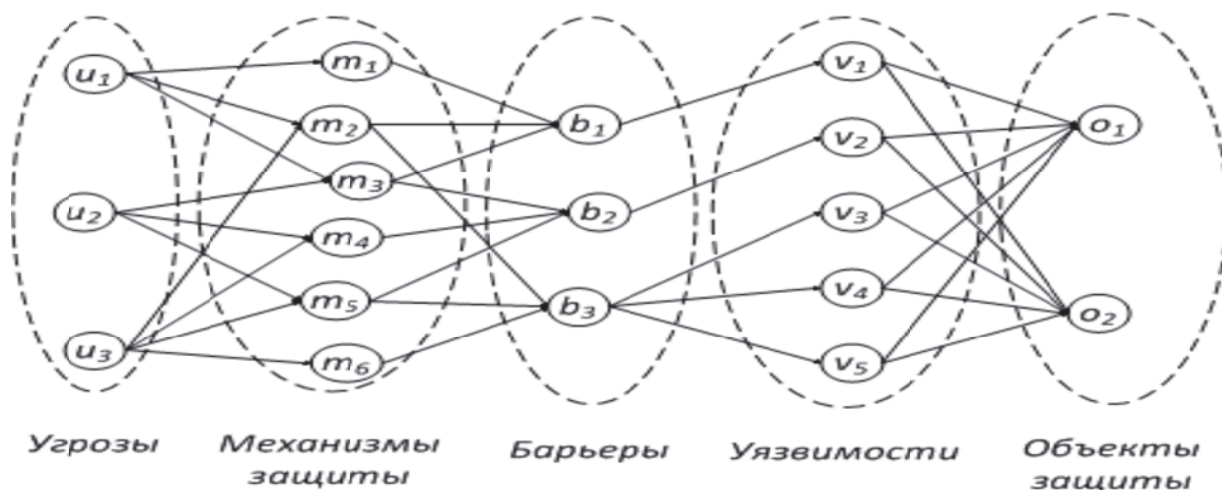 u₁
u₂
u₃
m₁
m₂
m₃
m₄
m₅
m₆
b₁
b₂
b₃
v₁
v₂
v₃
v₄
v₅
o₁
o₂
Угрозы
Механизмы
защиты
Барьеры
Уязвимости
Объекты
защиты